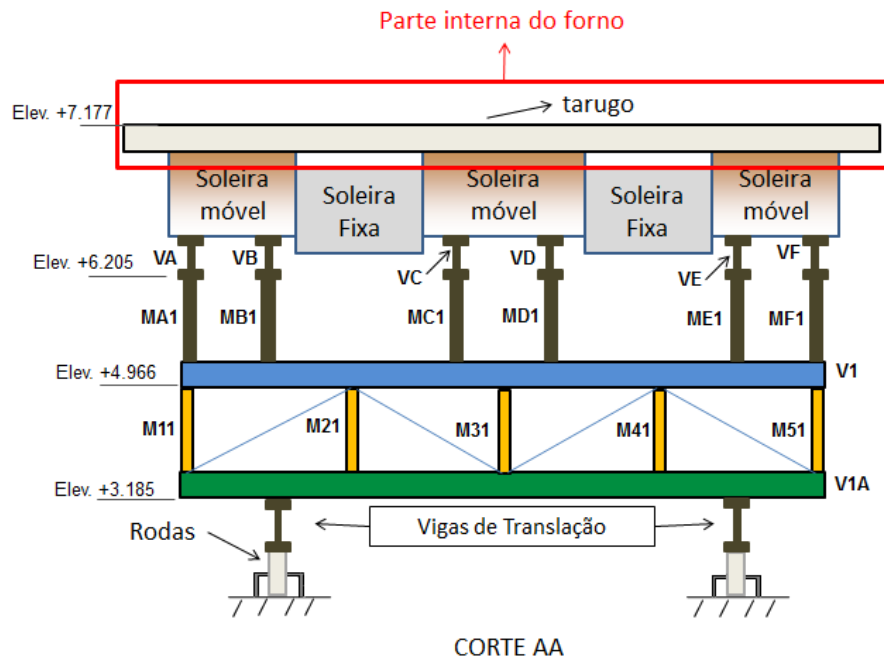 Parte interna do forno
tarugo
Elev. +7.177
Soleira
móvel
Soleira
Fixa
Soleira
móvel
Soleira
Fixa
Soleira
móvel
VA
VB
VC
VD
VE
VF
Elev. +6.205
MA1
MB1
MC1
MD1
ME1
MF1
Elev. +4.966
V1
M11
M21
M31
M41
M51
Elev. +3.185
V1A
Vigas de Translação
Rodas
CORTE AA